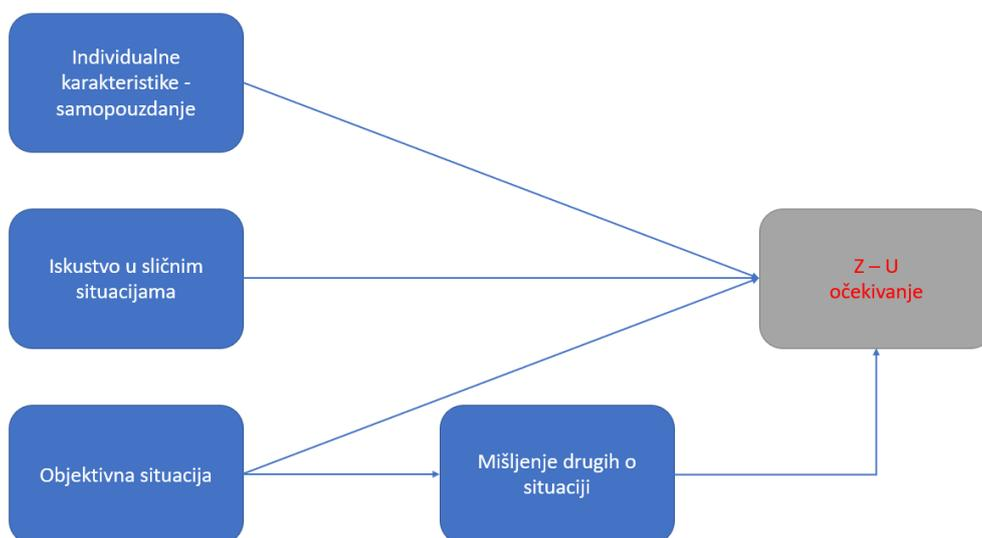 Individualne
karakteristike -
samopouzdanje
Iskustvo u sličnim
situacijama
Z – U
očekivanje
Objektivna situacija
Mišljenje drugih o
situaciji